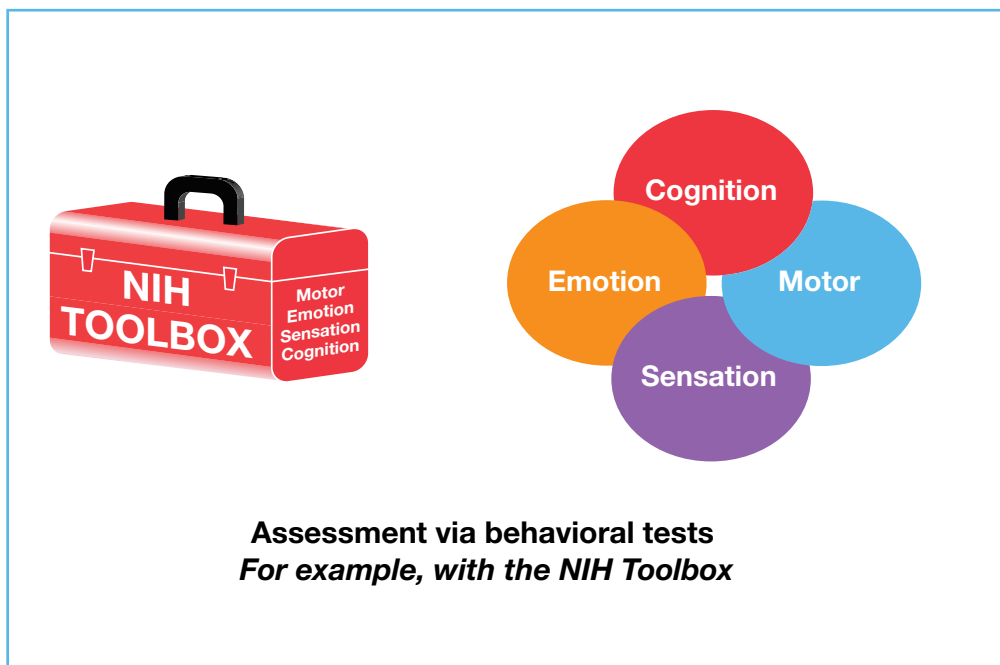 NIH
TOOLBOX
Motor
Emotion
Sensation
Cognition
Cognition
Emotion
Motor
Sensation
Assessment via behavioral tests
For example, with the NIH Toolbox